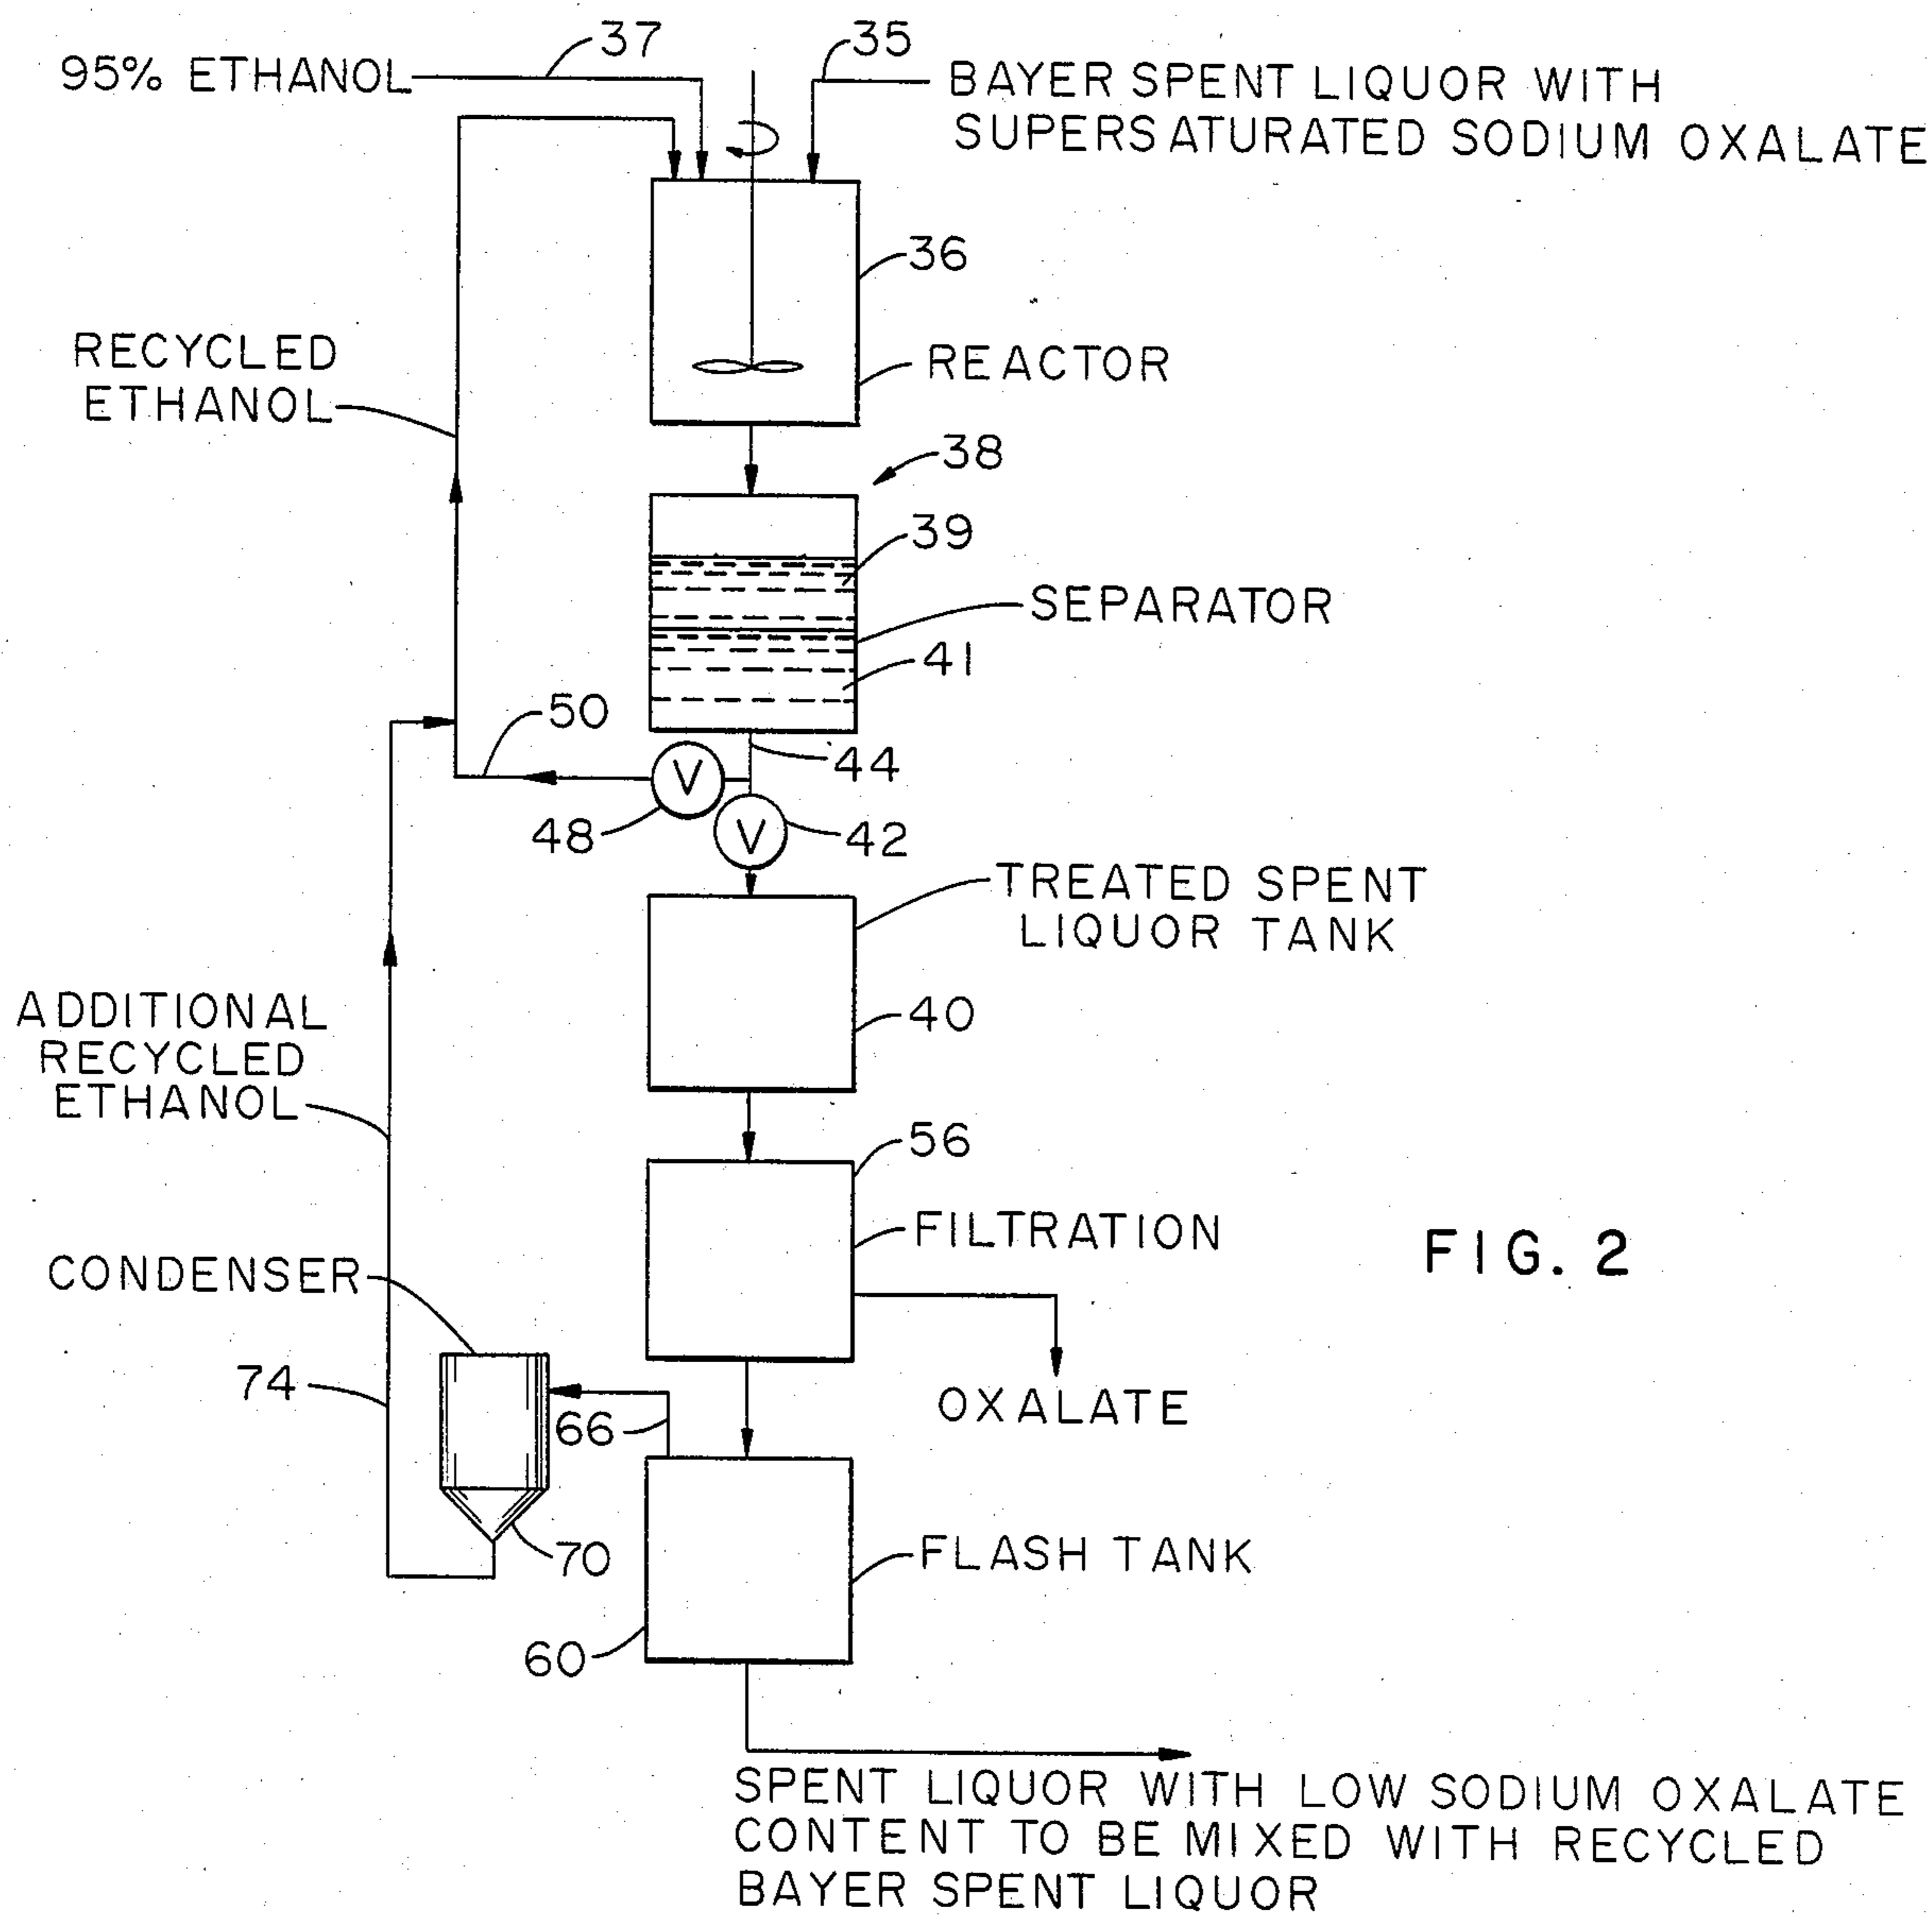 37
35
95% ETHANOL
BAYER SPENT LIQUOR WITH
SUPERSATURATED SODIUM OXALATE
36
RECYCLED
ETHANOL
REACTOR
38
39
SEPARATOR
41
50
44
V
48
V
42
TREATED SPENT
LIQUOR TANK
ADDITIONAL
RECYCLED
ETHANOL
40
56
FILTRATION
FIG. 2
CONDENSER
74
OXALATE
66
70
FLASH TANK
60
SPENT LIQUOR WITH LOW SODIUM OXALATE
CONTENT TO BE MIXED WITH RECYCLED
BAYER SPENT LIQUOR